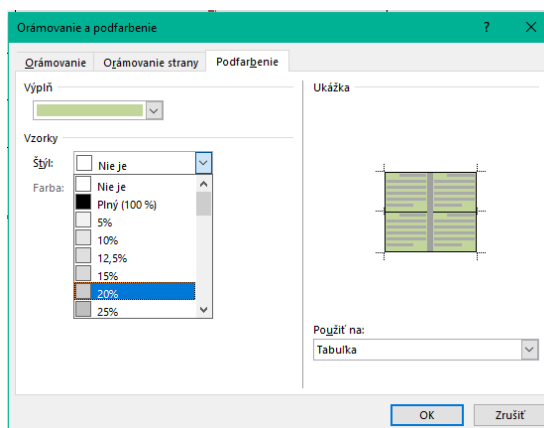 Orámovanie a podfarbenie ? ✕
Orámovanie Orámovanie strany Podfarbenie
Výplň
Ukážka
Vzorky
Štýl: Nie je
Farba: Nie je
Plný (100 %)
5%
10%
12,5%
15%
20%
25%
Použiť na:
Tabuľka
OK Zrušiť